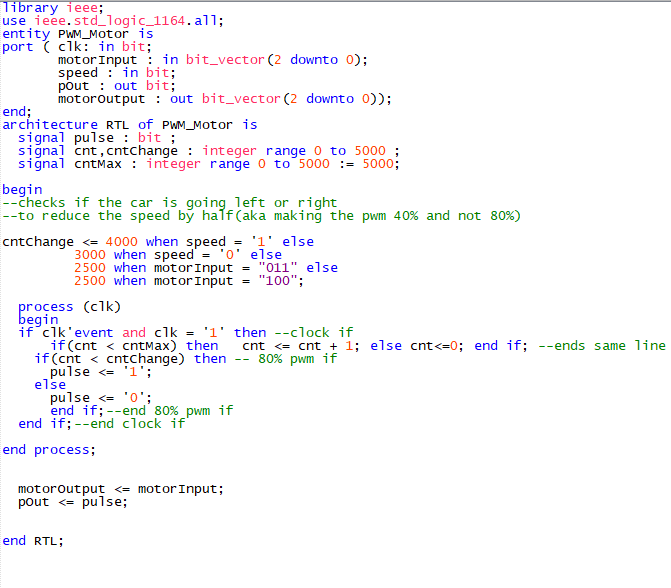 library ieee;
use ieee.std_logic_1164.all;
entity PWM_Motor is
port ( clk: in bit;
       motorInput : in bit_vector(2 downto 0);
       speed : in bit;
       pOut : out bit;
       motorOutput : out bit_vector(2 downto 0));
end;
architecture RTL of PWM_Motor is
  signal pulse : bit ;
  signal cnt,cntChange : integer range 0 to 5000 ;
  signal cntMax : integer range 0 to 5000 := 5000;
begin
--checks if the car is going left or right
--to reduce the speed by half(aka making the pwm 40% and not 80%)
cntChange <= 4000 when speed = '1' else
         3000 when speed = '0' else
         2500 when motorInput = "011" else
         2500 when motorInput = "100";
  process (clk)
  begin
  if clk'event and clk = '1' then --clock if
      if(cnt < cntMax) then   cnt <= cnt + 1; else cnt<=0; end if; --ends same line
    if(cnt < cntChange) then -- 80% pwm if
      pulse <= '1';
    else
      pulse <= '0';
      end if;--end 80% pwm if
  end if;--end clock if
end process;
  motorOutput <= motorInput;
  pOut <= pulse;
end RTL;